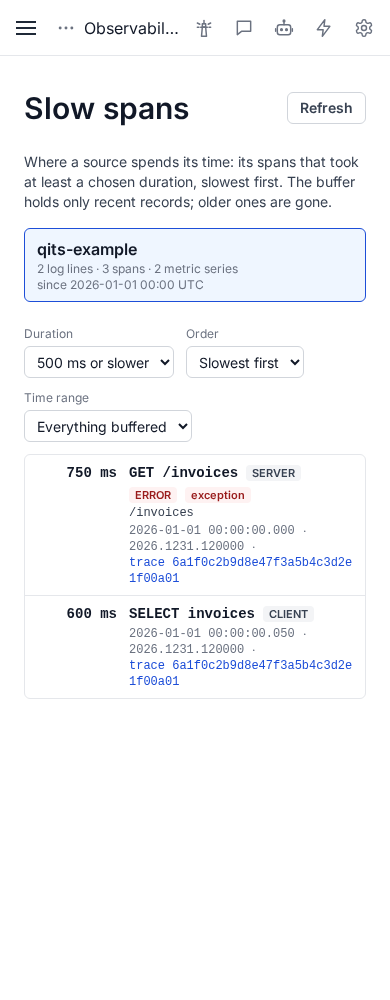 Observabil...
Slow spans
Refresh
Where a source spends its time: its spans that took
at least a chosen duration, slowest first. The buffer
holds only recent records; older ones are gone.
qits-example
2 log lines · 3 spans · 2 metric series
since 2026-01-01 00:00 UTC
Duration
Order
500 ms or slower
Slowest first
Time range
Everything buffered
750 ms GET /invoices SERVER
ERROR exception
/invoices
2026-01-01 00:00:00.000 ·
2026.1231.120000 ·
trace 6a1f0c2b9d8e47f3a5b4c3d2e
1f00a01
600 ms SELECT invoices CLIENT
2026-01-01 00:00:00.050 ·
2026.1231.120000 ·
trace 6a1f0c2b9d8e47f3a5b4c3d2e
1f00a01